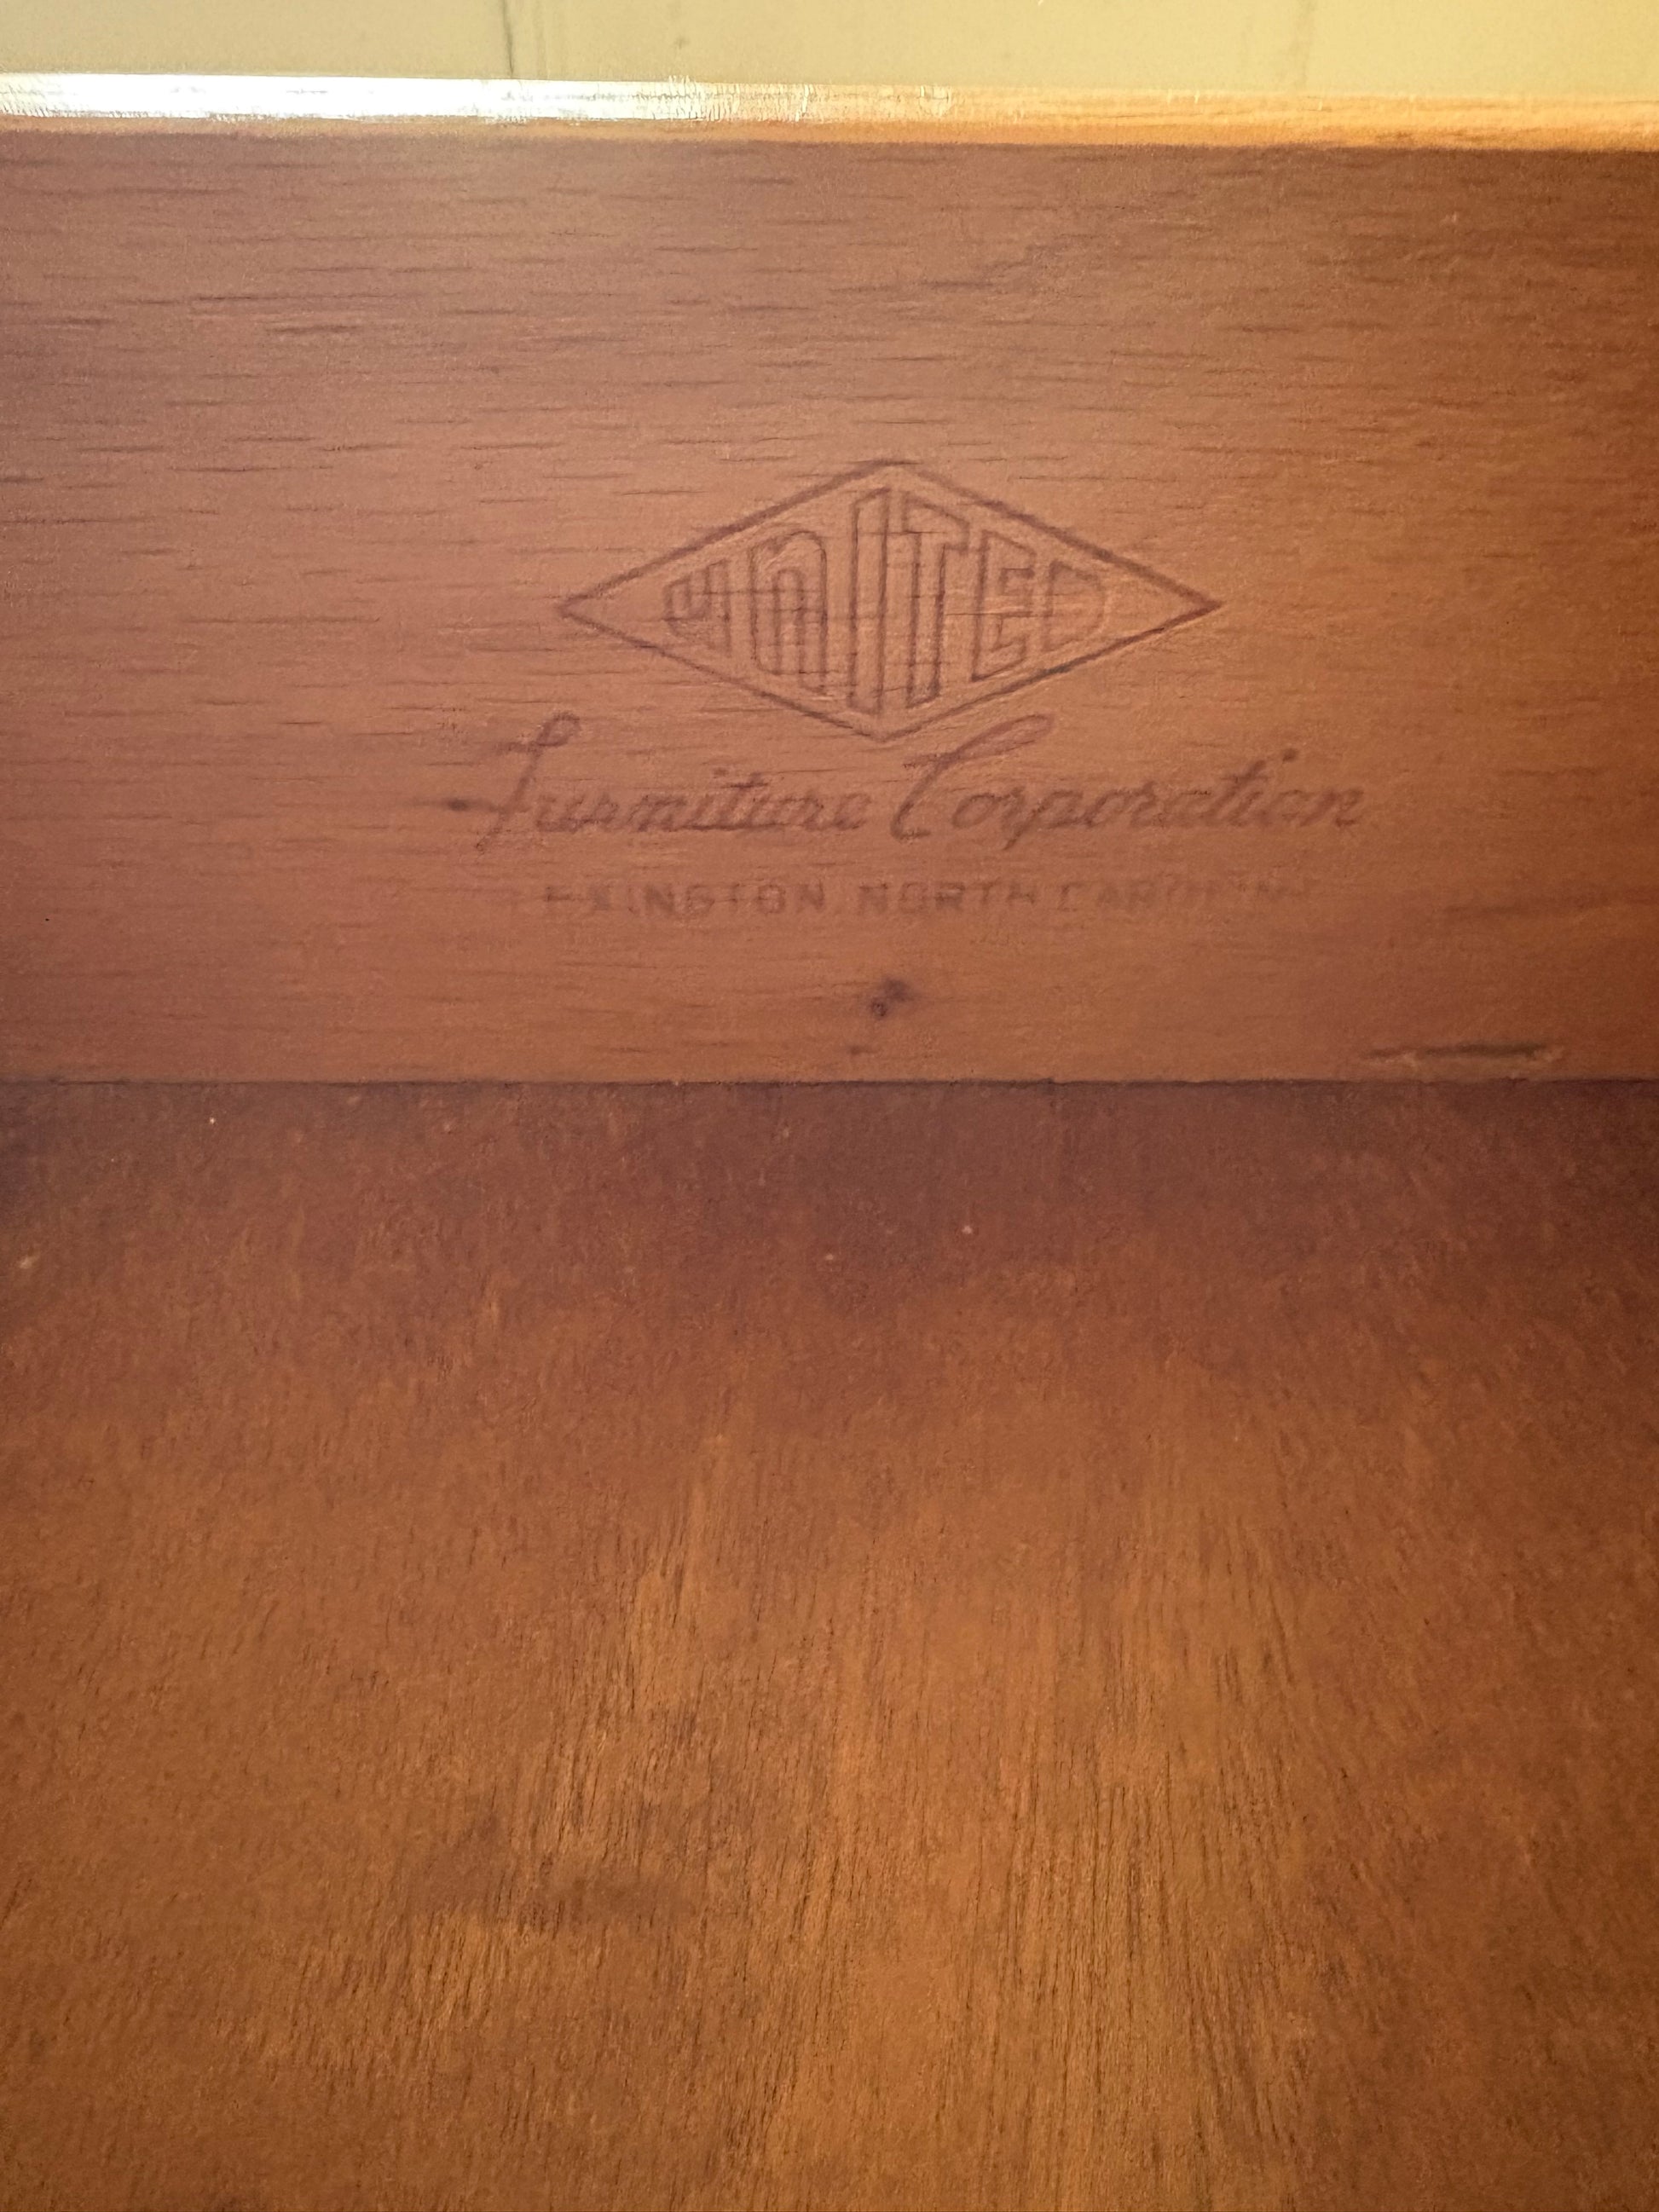 UNITED
Furniture Corporation
LEXINGTON, NORTH CAROLINA